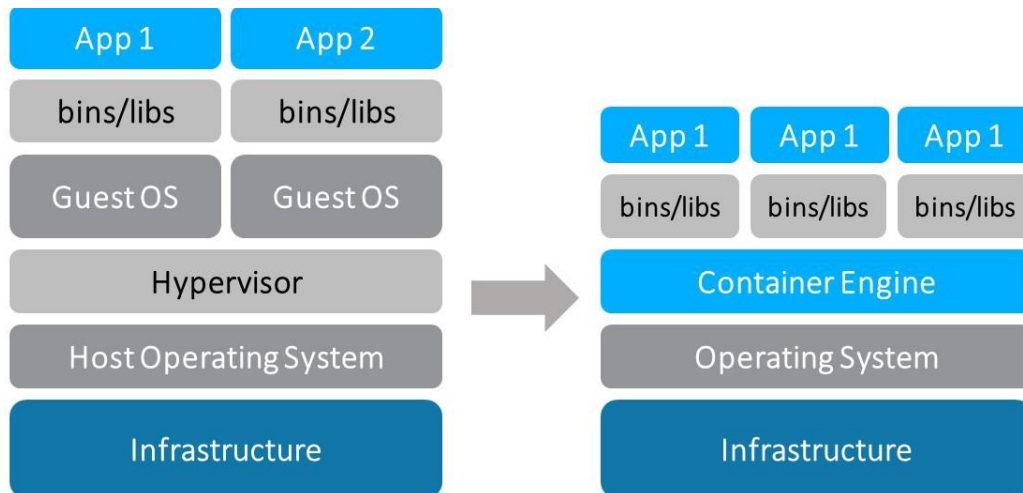 App 1
App 2
bins/libs
bins/libs
Guest OS
Guest OS
Hypervisor
Host Operating System
Infrastructure
App 1
App 1
App 1
bins/libs
bins/libs
bins/libs
Container Engine
Operating System
Infrastructure